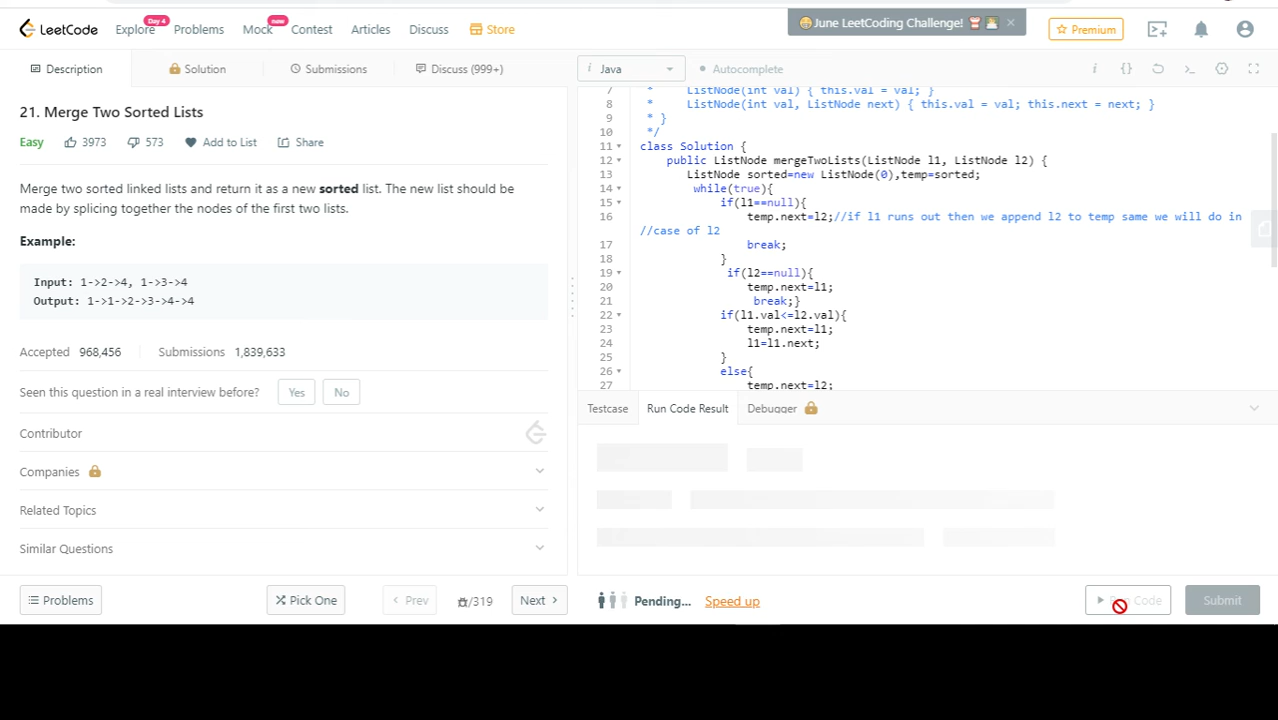 LeetCode
Day 4
Explore
Problems
new
Mock
Contest
Articles
Discuss
Store
June LeetCoding Challenge!
Premium
Description
Solution
Submissions
Discuss (999+)
i Java
Autocomplete
21. Merge Two Sorted Lists
Easy
3973
573
Add to List
Share
Merge two sorted linked lists and return it as a new sorted list. The new list should be
made by splicing together the nodes of the first two lists.
Example:
Input: 1->2->4, 1->3->4
Output: 1->1->2->3->4->4
Accepted 968,456
Submissions 1,839,633
Seen this question in a real interview before?
Yes
No
Contributor
Companies
Related Topics
Similar Questions
Problems
Pick One
Prev
/319
Next
7 *     ListNode(int val) { this.val = val; }
8 *     ListNode(int val, ListNode next) { this.val = val; this.next = next; }
9 * }
10 */
11 class Solution {
12 public ListNode mergeTwoLists(ListNode l1, ListNode l2) {
13 ListNode sorted=new ListNode(0),temp=sorted;
14 while(true){
15 if(l1==null){
16 temp.next=l2;//if l1 runs out then we append l2 to temp same we will do in
//case of l2
17 break;
18 }
19 if(l2==null){
20 temp.next=l1;
21 break;}
22 if(l1.val<=l2.val){
23 temp.next=l1;
24 l1=l1.next;
25 }
26 else{
27 temp.next=l2;
Testcase
Run Code Result
Debugger
Pending...
Speed up
Run Code
Submit